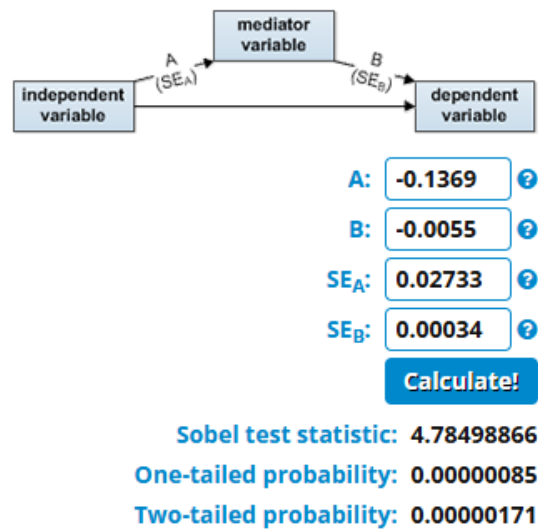 mediator
variable
A
(SEA)
B
(SEB)
independent
variable
dependent
variable
A: -0.1369 ?
B: -0.0055 ?
SEA: 0.02733 ?
SEB: 0.00034 ?
Calculate!
Sobel test statistic: 4.78498866
One-tailed probability: 0.00000085
Two-tailed probability: 0.00000171